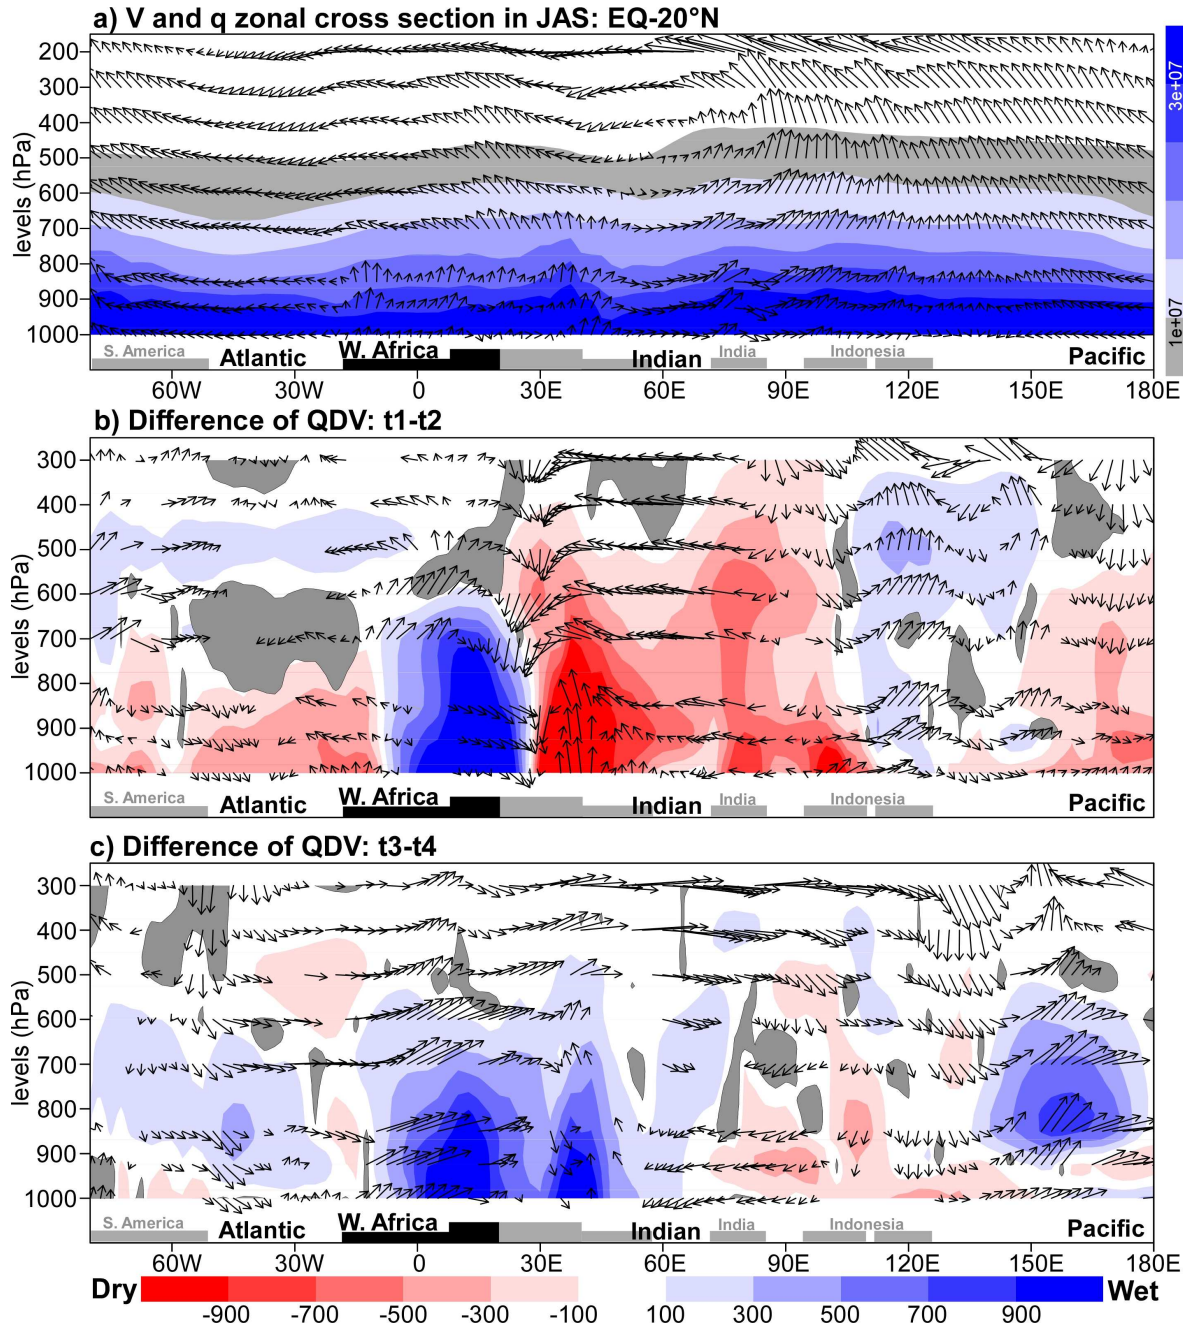 a) V and q zonal cross section in JAS: EQ-20°N
levels (hPa)
200
300
400
500
600
700
800
900
1000
3e+07
1e+07
S. America
Atlantic
W. Africa
Indian
India
Indonesia
Pacific
60W 30W 0 30E 60E 90E 120E 150E 180E
b) Difference of QDV: t1-t2
levels (hPa)
300
400
500
600
700
800
900
1000
S. America
Atlantic
W. Africa
Indian
India
Indonesia
Pacific
c) Difference of QDV: t3-t4
levels (hPa)
300
400
500
600
700
800
900
1000
S. America
Atlantic
W. Africa
Indian
India
Indonesia
Pacific
60W 30W 0 30E 60E 90E 120E 150E 180E
Dry
Wet
-900 -700 -500 -300 -100 100 300 500 700 900